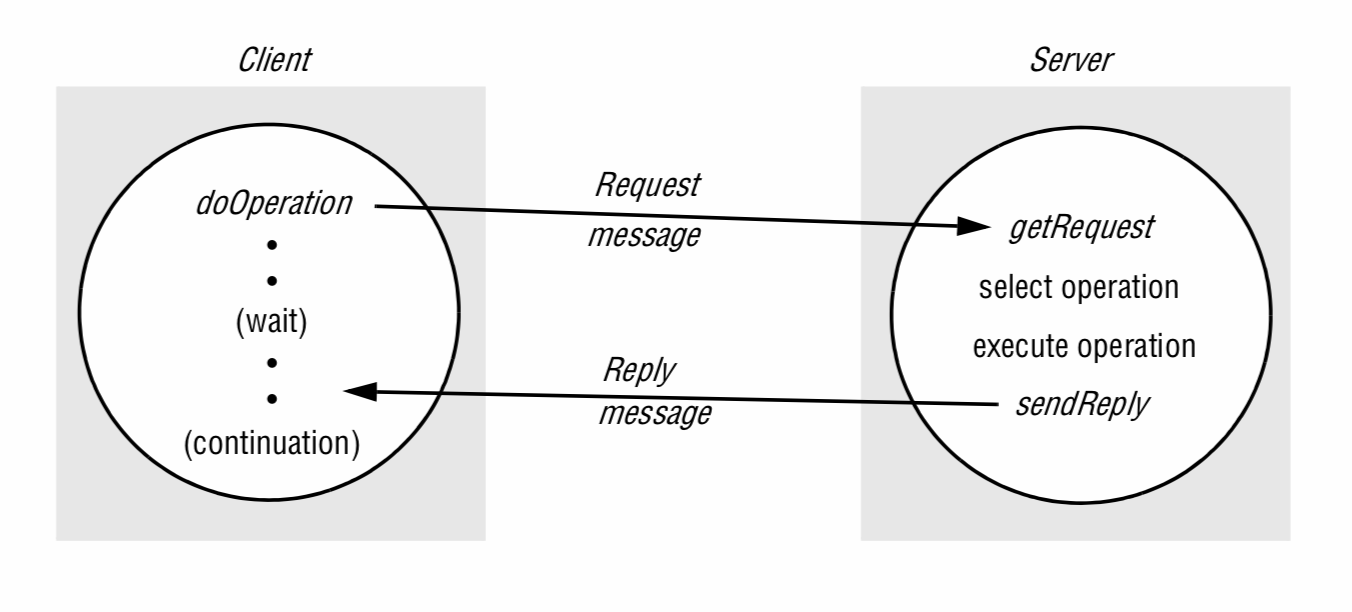 Client
Server
doOperation
•
•
(wait)
•
•
(continuation)
Request
message
Reply
message
getRequest
select operation
execute operation
sendReply